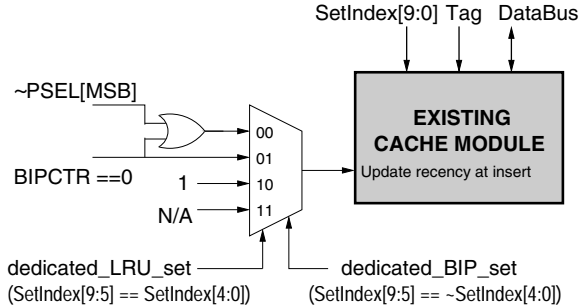 SetIndex[9:0] Tag DataBus
~PSEL[MSB]
EXISTING
CACHE MODULE
Update recency at insert
00
01
10
11
BIPCTR ==0
1
N/A
dedicated_LRU_set
(SetIndex[9:5] == SetIndex[4:0])
dedicated_BIP_set
(SetIndex[9:5] == ~SetIndex[4:0])